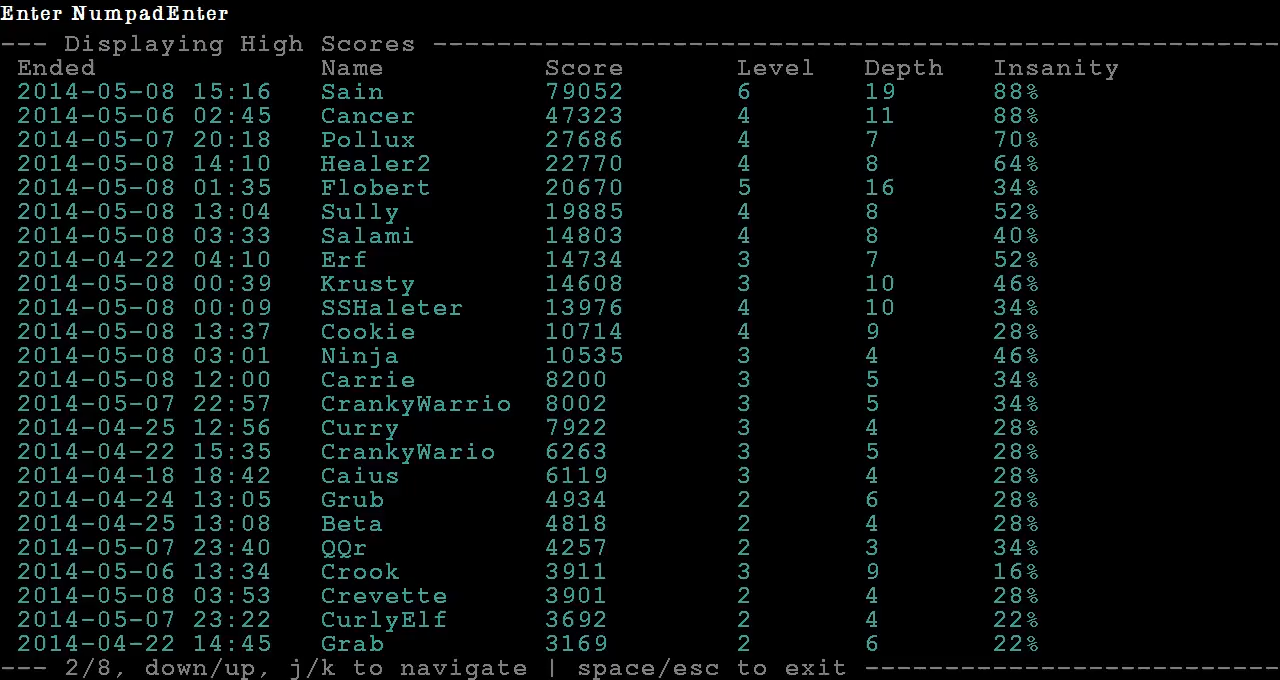 Enter NumpadEnter
--- Displaying High Scores -----------------------------------------------------
Ended Name Score Level Depth Insanity
2014-05-08 15:16 Sain 79052 6 19 88%
2014-05-06 02:45 Cancer 47323 4 11 88%
2014-05-07 20:18 Pollux 27686 4 7 70%
2014-05-08 14:10 Healer2 22770 4 8 64%
2014-05-08 01:35 Flobert 20670 5 16 34%
2014-05-08 13:04 Sully 19885 4 8 52%
2014-05-08 03:33 Salami 14803 4 8 40%
2014-04-22 04:10 Erf 14734 3 7 52%
2014-05-08 00:39 Krusty 14608 3 10 46%
2014-05-08 00:09 SSHaleter 13976 4 10 34%
2014-05-08 13:37 Cookie 10714 4 9 28%
2014-05-08 03:01 Ninja 10535 3 4 46%
2014-05-08 12:00 Carrie 8200 3 5 34%
2014-05-07 22:57 CrankyWarrio 8002 3 5 34%
2014-04-25 12:56 Curry 7922 3 4 28%
2014-04-22 15:35 CrankyWario 6263 3 5 28%
2014-04-18 18:42 Caius 6119 3 4 28%
2014-04-24 13:05 Grub 4934 2 6 28%
2014-04-25 13:08 Beta 4818 2 4 28%
2014-05-07 23:40 QQr 4257 2 3 34%
2014-05-06 13:34 Crook 3911 3 9 16%
2014-05-08 03:53 Crevette 3901 2 4 28%
2014-05-07 23:22 CurlyElf 3692 2 4 22%
2014-04-22 14:45 Grab 3169 2 6 22%
--- 2/8, down/up, j/k to navigate | space/esc to exit --------------------------